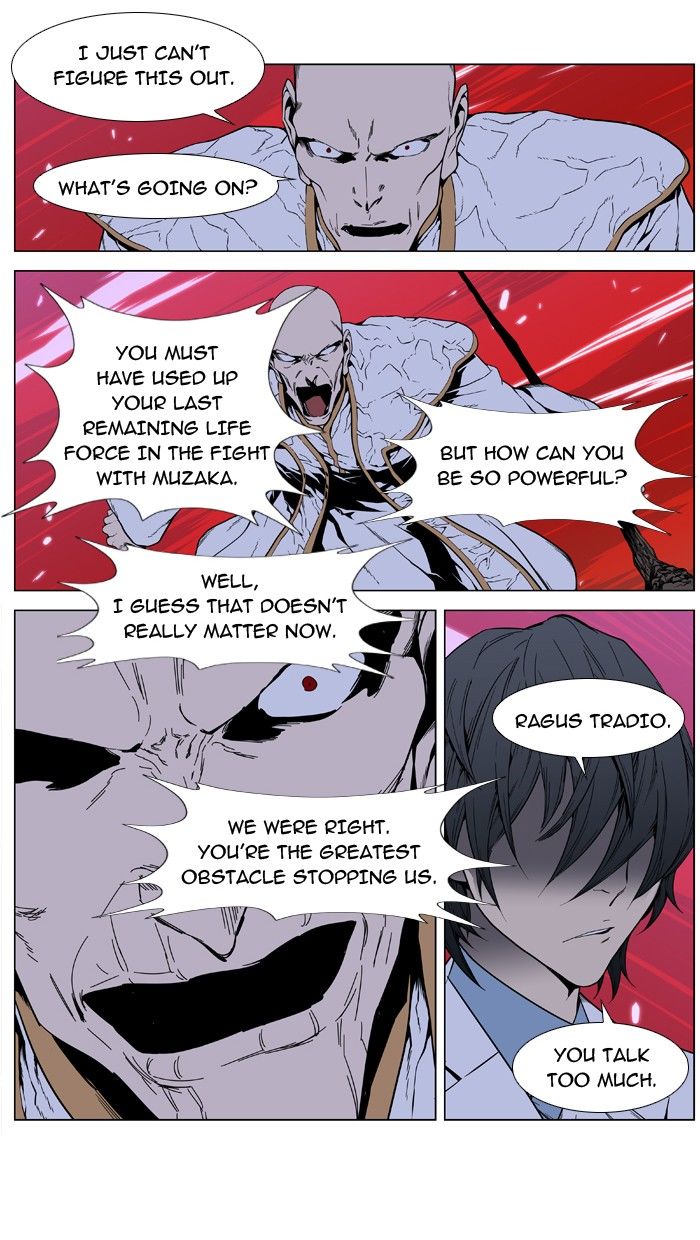 I JUST CAN'T
FIGURE THIS OUT.
WHAT'S GOING ON?
YOU MUST
HAVE USED UP
YOUR LAST
REMAINING LIFE
FORCE IN THE FIGHT
WITH MUZAKA.
BUT HOW CAN YOU
BE SO POWERFUL?
WELL,
I GUESS THAT DOESN'T
REALLY MATTER NOW.
WE WERE RIGHT.
YOU'RE THE GREATEST
OBSTACLE STOPPING US.
RAGUS TRADIO.
YOU TALK
TOO MUCH.